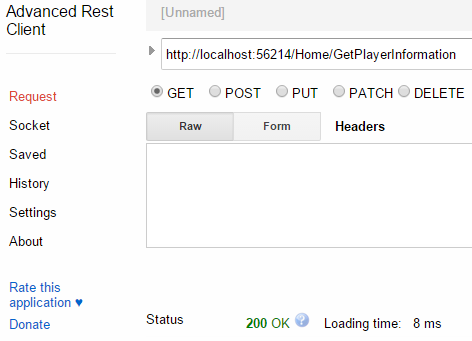 Advanced Rest
Client
[Unnamed]
http://localhost:56214/Home/GetPlayerInformation
Request
GET POST PUT PATCH DELETE
Socket
Raw Form Headers
Saved
History
Settings
About
Rate this
application ♥
Donate
Status 200 OK ? Loading time: 8 ms